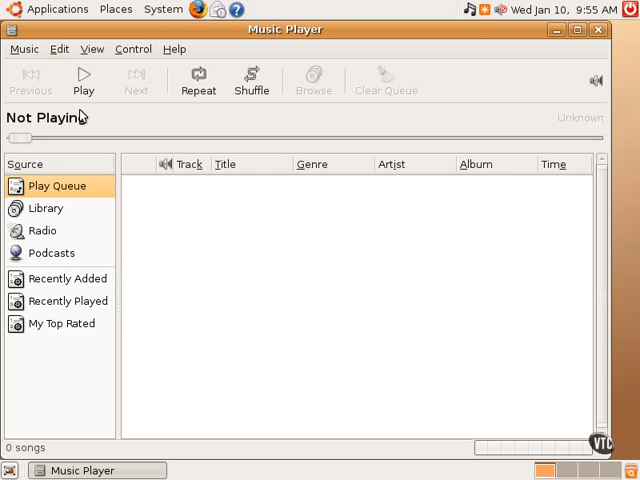 Applications Places System Wed Jan 10, 9:55 AM
Music Player
Music Edit View Control Help
Previous Play Next Repeat Shuffle Browse Clear Queue
Not Playing Unknown
Source Track Title Genre Artist Album Time
Play Queue
Library
Radio
Podcasts
Recently Added
Recently Played
My Top Rated
0 songs VTC
Music Player